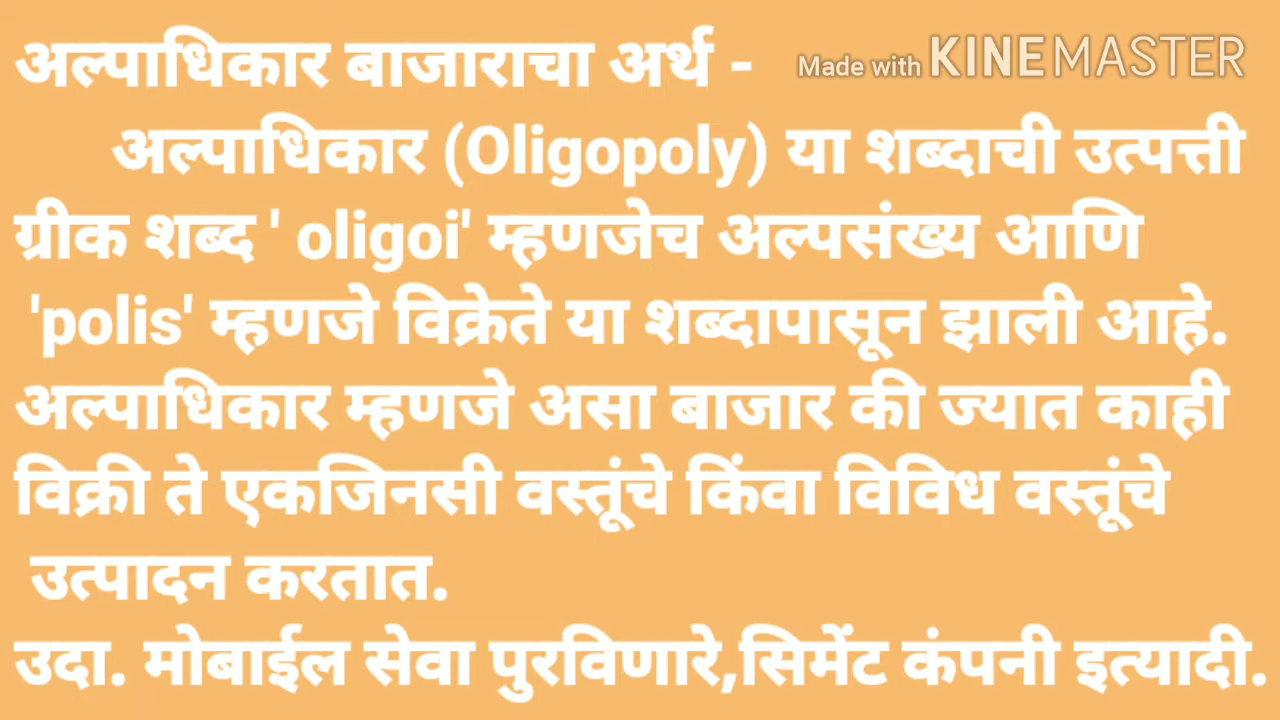 अल्पाधिकार बाजाराचा अर्थ -
Made with KINEMASTER
अल्पाधिकार (Oligopoly) या शब्दाची उत्पत्ती
ग्रीक शब्द ' oligoi' म्हणजेच अल्पसंख्य आणि
'polis' म्हणजे विक्रेते या शब्दापासून झाली आहे.
अल्पाधिकार म्हणजे असा बाजार की ज्यात काही
विक्री ते एकजिनसी वस्तूंचे किंवा विविध वस्तूंचे
उत्पादन करतात.
उदा. मोबाईल सेवा पुरविणारे,सिमेंट कंपनी इत्यादी.